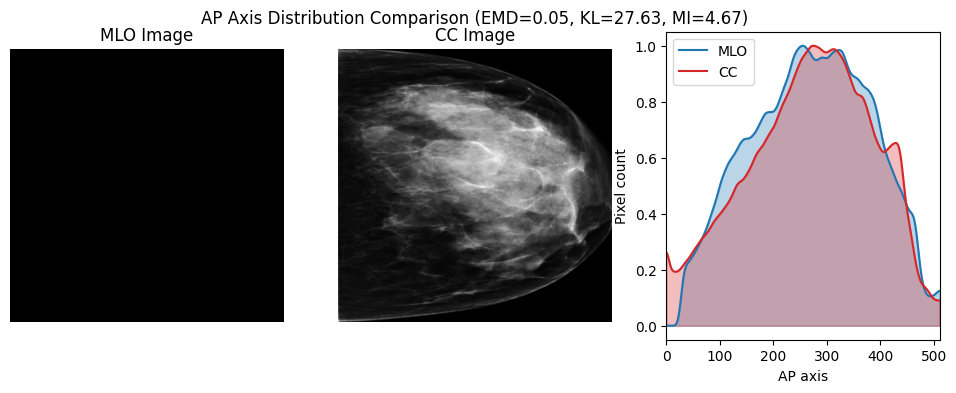 AP Axis Distribution Comparison (EMD=0.05, KL=27.63, MI=4.67)
MLO Image
CC Image
MLO
CC
Pixel count
1.0
0.8
0.6
0.4
0.2
0.0
0 100 200 300 400 500
AP axis